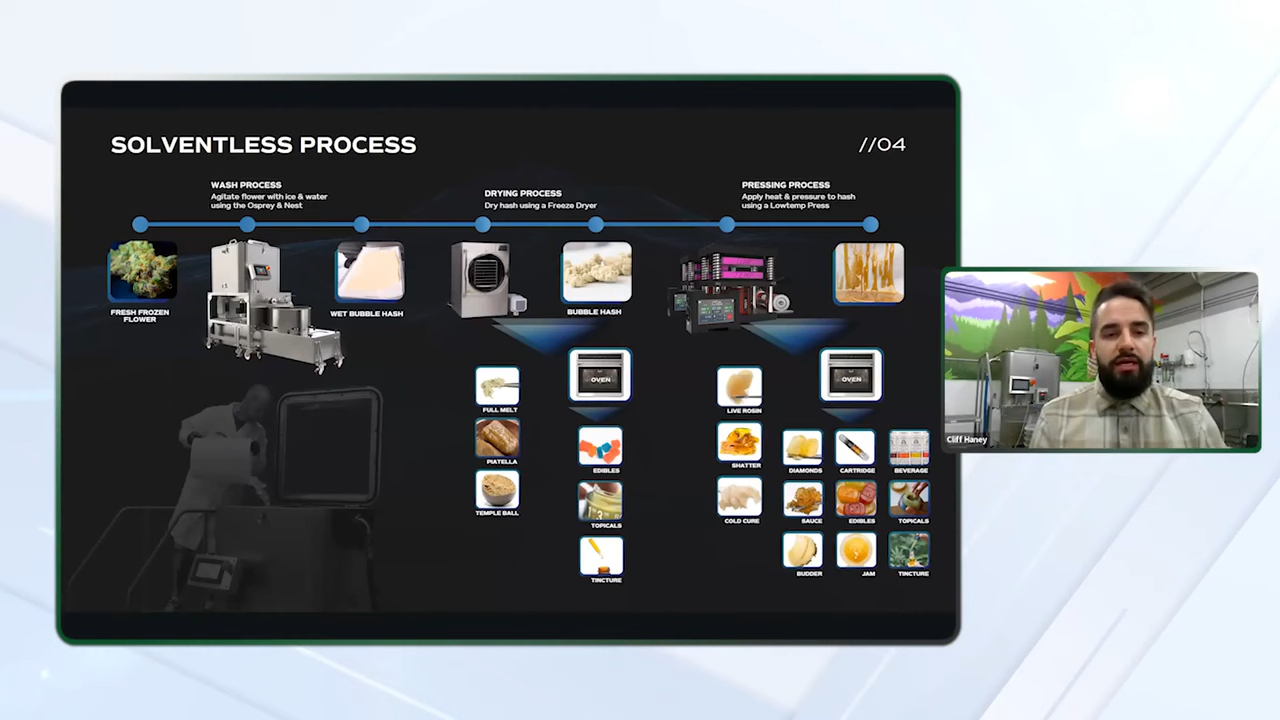 SOLVENTLESS PROCESS
//04
WASH PROCESS
Agitate flower with ice & water
using the Osprey & Nest
DRYING PROCESS
Dry hash using a Freeze Dryer
PRESSING PROCESS
Apply heat & pressure to hash
using a Lowtemp Press
FRESH FROZEN
FLOWER
WET BUBBLE HASH
BUBBLE HASH
OVEN
OVEN
FULL MELT
PIATELLA
TEMPLE BALL
EDIBLES
TOPICALS
TINCTURE
LIVE ROSIN
SHATTER
COLD CURE
DIAMONDS
CARTRIDGE
BEVERAGE
SAUCE
EDIBLES
TOPICALS
BUDDER
JAM
TINCTURE
Cliff Haney